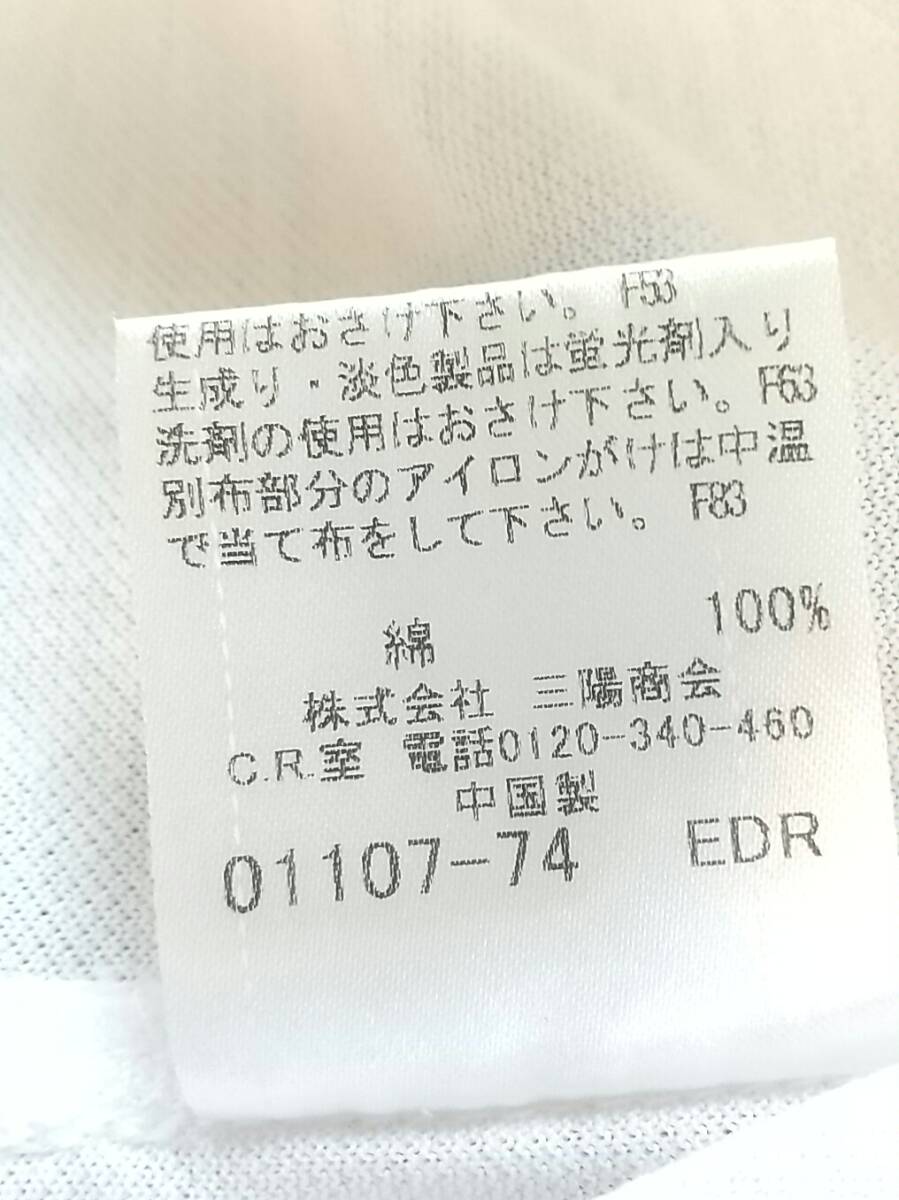 使用はおさけ下さい。 F53
生成り・淡色製品は蛍光剤入り
洗剤の使用はおさけ下さい。 F63
別布部分のアイロンがけは中温
で当て布をして下さい。 F83
綿 100%
株式会社 三陽商会
C.R.室 電話0120-340-460
中国製
01107-74 EDR